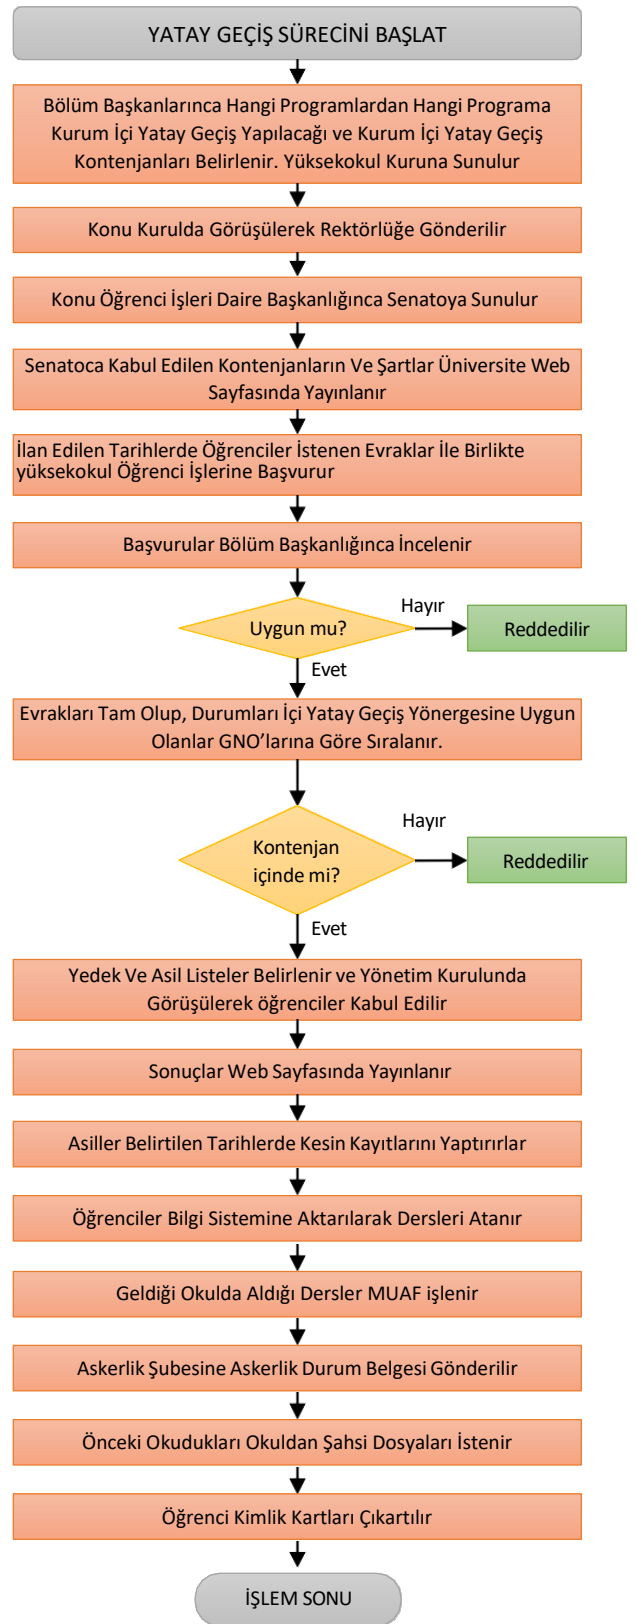 YATAY GEÇİŞ SÜRECİNİ BAŞLAT
Bölüm Başkanlarınca Hangi Programlardan Hangi Programa
Kurum İçi Yatay Geçiş Yapılacağı ve Kurum İçi Yatay Geçiş
Kontenjanları Belirlenir. Yüksekokul Kuruna Sunulur
Konu Kurulda Görüşülerek Rektörlüğe Gönderilir
Konu Öğrenci İşleri Daire Başkanlığınca Senatoya Sunulur
Senatoca Kabul Edilen Kontenjanların Ve Şartlar Üniversite Web
Sayfasında Yayınlanır
İlan Edilen Tarihlerde Öğrenciler İstenen Evraklar İle Birlikte
yüksekokul Öğrenci İşlerine Başvurur
Başvurular Bölüm Başkanlığınca İncelenir
Hayır
Uygun mu?
Reddedilir
Evet
Evrakları Tam Olup, Durumları İçi Yatay Geçiş Yönergesine Uygun
Olanlar GNO’larına Göre Sıralanır.
Hayır
Kontenjan
içinde mi?
Reddedilir
Evet
Yedek Ve Asil Listeler Belirlenir ve Yönetim Kurulunda
Görüşülerek öğrenciler Kabul Edilir
Sonuçlar Web Sayfasında Yayınlanır
Asiller Belirtilen Tarihlerde Kesin Kayıtlarını Yaptırırlar
Öğrenciler Bilgi Sistemine Aktarılarak Dersleri Atanır
Geldiği Okulda Aldığı Dersler MUAF işlenir
Askerlik Şubesine Askerlik Durum Belgesi Gönderilir
Önceki Okudukları Okuldan Şahsi Dosyaları İstenir
Öğrenci Kimlik Kartları Çıkartılır
İŞLEM SONU